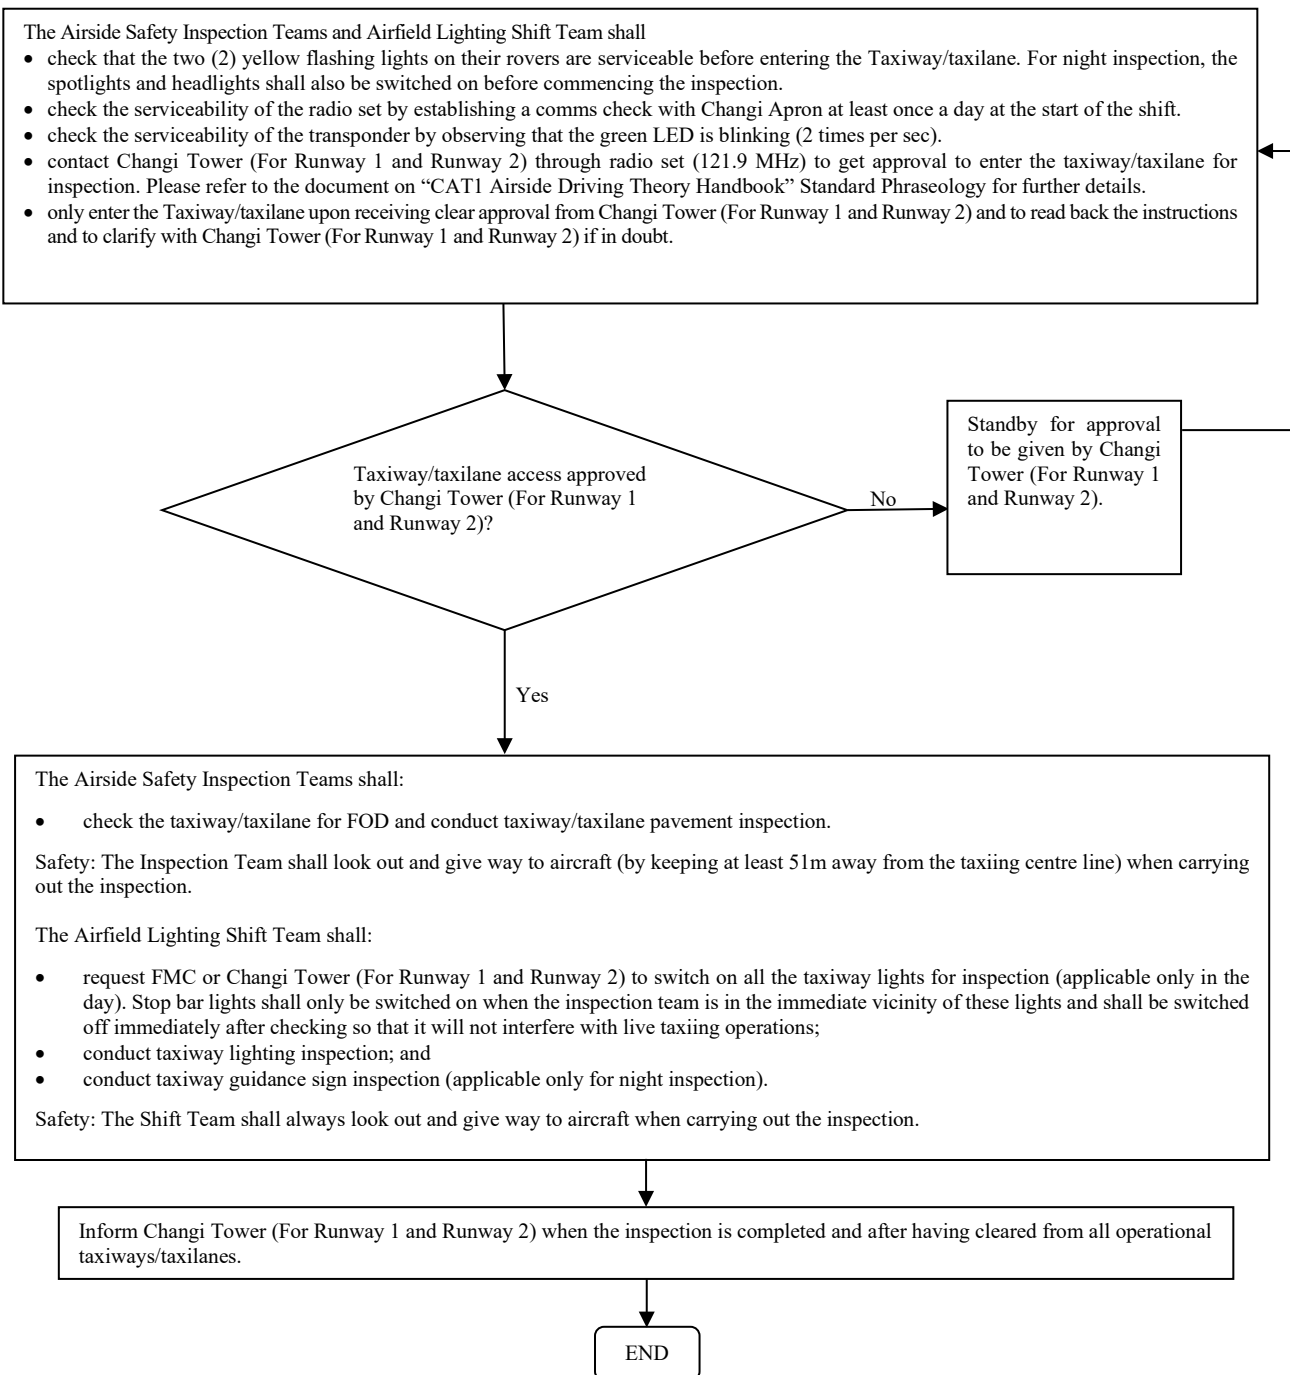 The Airside Safety Inspection Teams and Airfield Lighting Shift Team shall
• check that the two (2) yellow flashing lights on their rovers are serviceable before entering the Taxiway/taxilane. For night inspection, the
spotlights and headlights shall also be switched on before commencing the inspection.
• check the serviceability of the radio set by establishing a comms check with Changi Apron at least once a day at the start of the shift.
• check the serviceability of the transponder by observing that the green LED is blinking (2 times per sec).
• contact Changi Tower (For Runway 1 and Runway 2) through radio set (121.9 MHz) to get approval to enter the taxiway/taxilane for
inspection. Please refer to the document on “CAT1 Airside Driving Theory Handbook” Standard Phraseology for further details.
• only enter the Taxiway/taxilane upon receiving clear approval from Changi Tower (For Runway 1 and Runway 2) and to read back the instructions
and to clarify with Changi Tower (For Runway 1 and Runway 2) if in doubt.
Taxiway/taxilane access approved
by Changi Tower (For Runway 1
and Runway 2)?
No
Standby for approval
to be given by Changi
Tower (For Runway 1
and Runway 2).
Yes
The Airside Safety Inspection Teams shall:
• check the taxiway/taxilane for FOD and conduct taxiway/taxilane pavement inspection.
Safety: The Inspection Team shall look out and give way to aircraft (by keeping at least 51m away from the taxiing centre line) when carrying
out the inspection.
The Airfield Lighting Shift Team shall:
• request FMC or Changi Tower (For Runway 1 and Runway 2) to switch on all the taxiway lights for inspection (applicable only in the
day). Stop bar lights shall only be switched on when the inspection team is in the immediate vicinity of these lights and shall be switched
off immediately after checking so that it will not interfere with live taxiing operations;
• conduct taxiway lighting inspection; and
• conduct taxiway guidance sign inspection (applicable only for night inspection).
Safety: The Shift Team shall always look out and give way to aircraft when carrying out the inspection.
Inform Changi Tower (For Runway 1 and Runway 2) when the inspection is completed and after having cleared from all operational
taxiways/taxilanes.
END